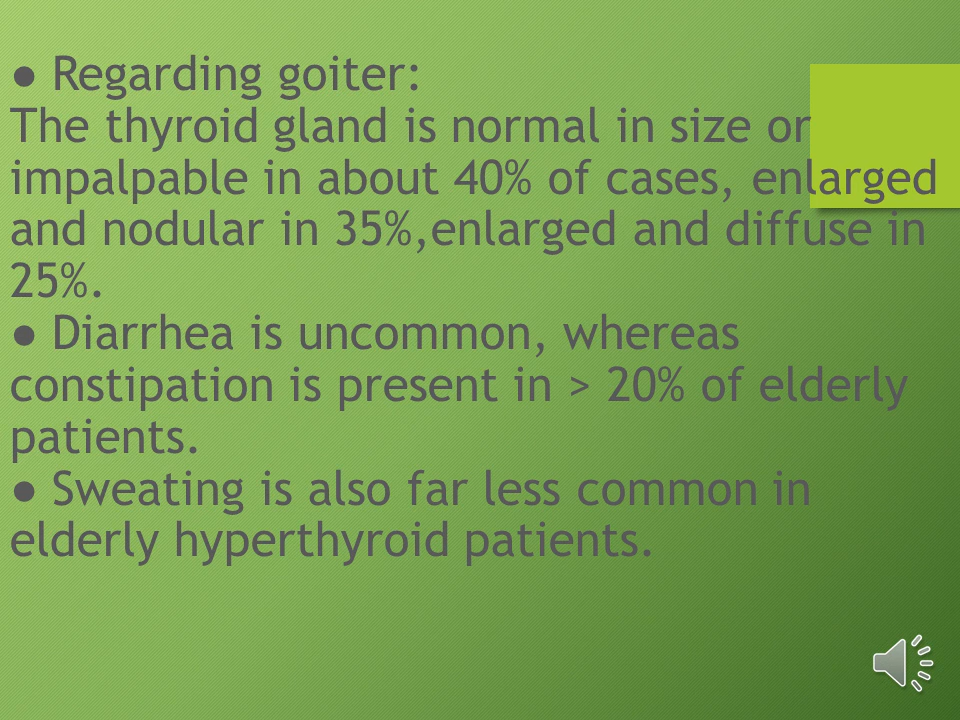 ● Regarding goiter:
The thyroid gland is normal in size or
impalpable in about 40% of cases, enlarged
and nodular in 35%,enlarged and diffuse in
25%.
● Diarrhea is uncommon, whereas
constipation is present in > 20% of elderly
patients.
● Sweating is also far less common in
elderly hyperthyroid patients.